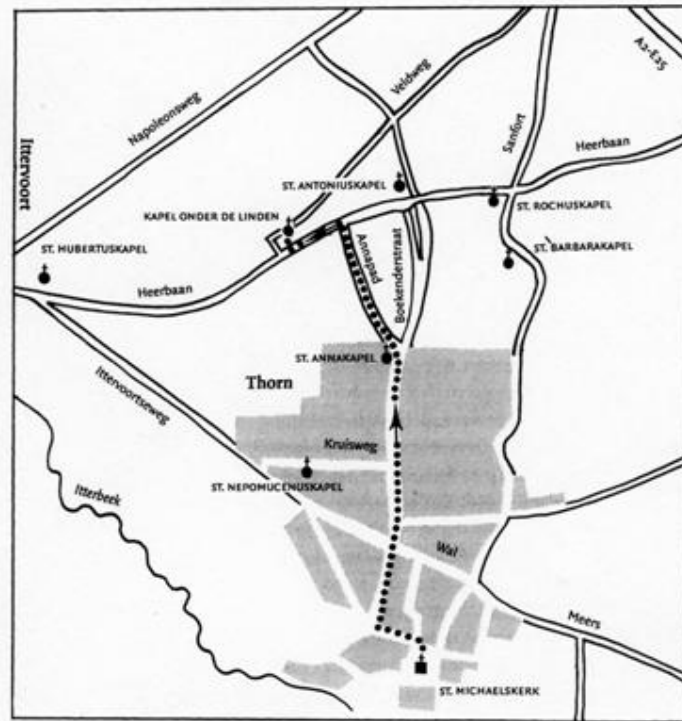 A2-E25
Napoleonsweg
Veldweg
Sanfort
Heerbaan
Ittervoort
ST. ANTONIUSKAPEL
ST. ROCHUSKAPEL
KAPEL ONDER DE LINDEN
ST. HUBERTUSKAPEL
ST. BARBARAKAPEL
Annapad
Boekenderstraat
Heerbaan
ST. ANNAKAPEL
Thorn
Ittervoortseweg
Kruisweg
ST. NEPOMUCENUSKAPEL
Itterbeek
Wal
Meers
ST. MICHAELSKERK